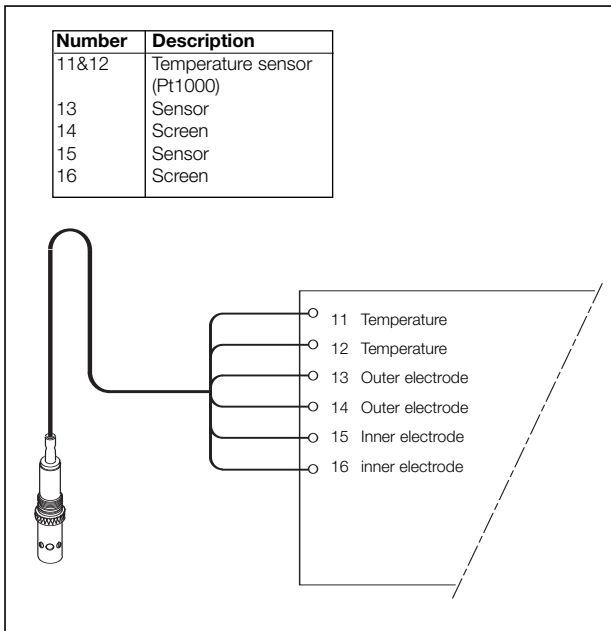 Number Description
11&12 Temperature sensor
(Pt1000)
13 Sensor
14 Screen
15 Sensor
16 Screen
11 Temperature
12 Temperature
13 Outer electrode
14 Outer electrode
15 Inner electrode
16 inner electrode